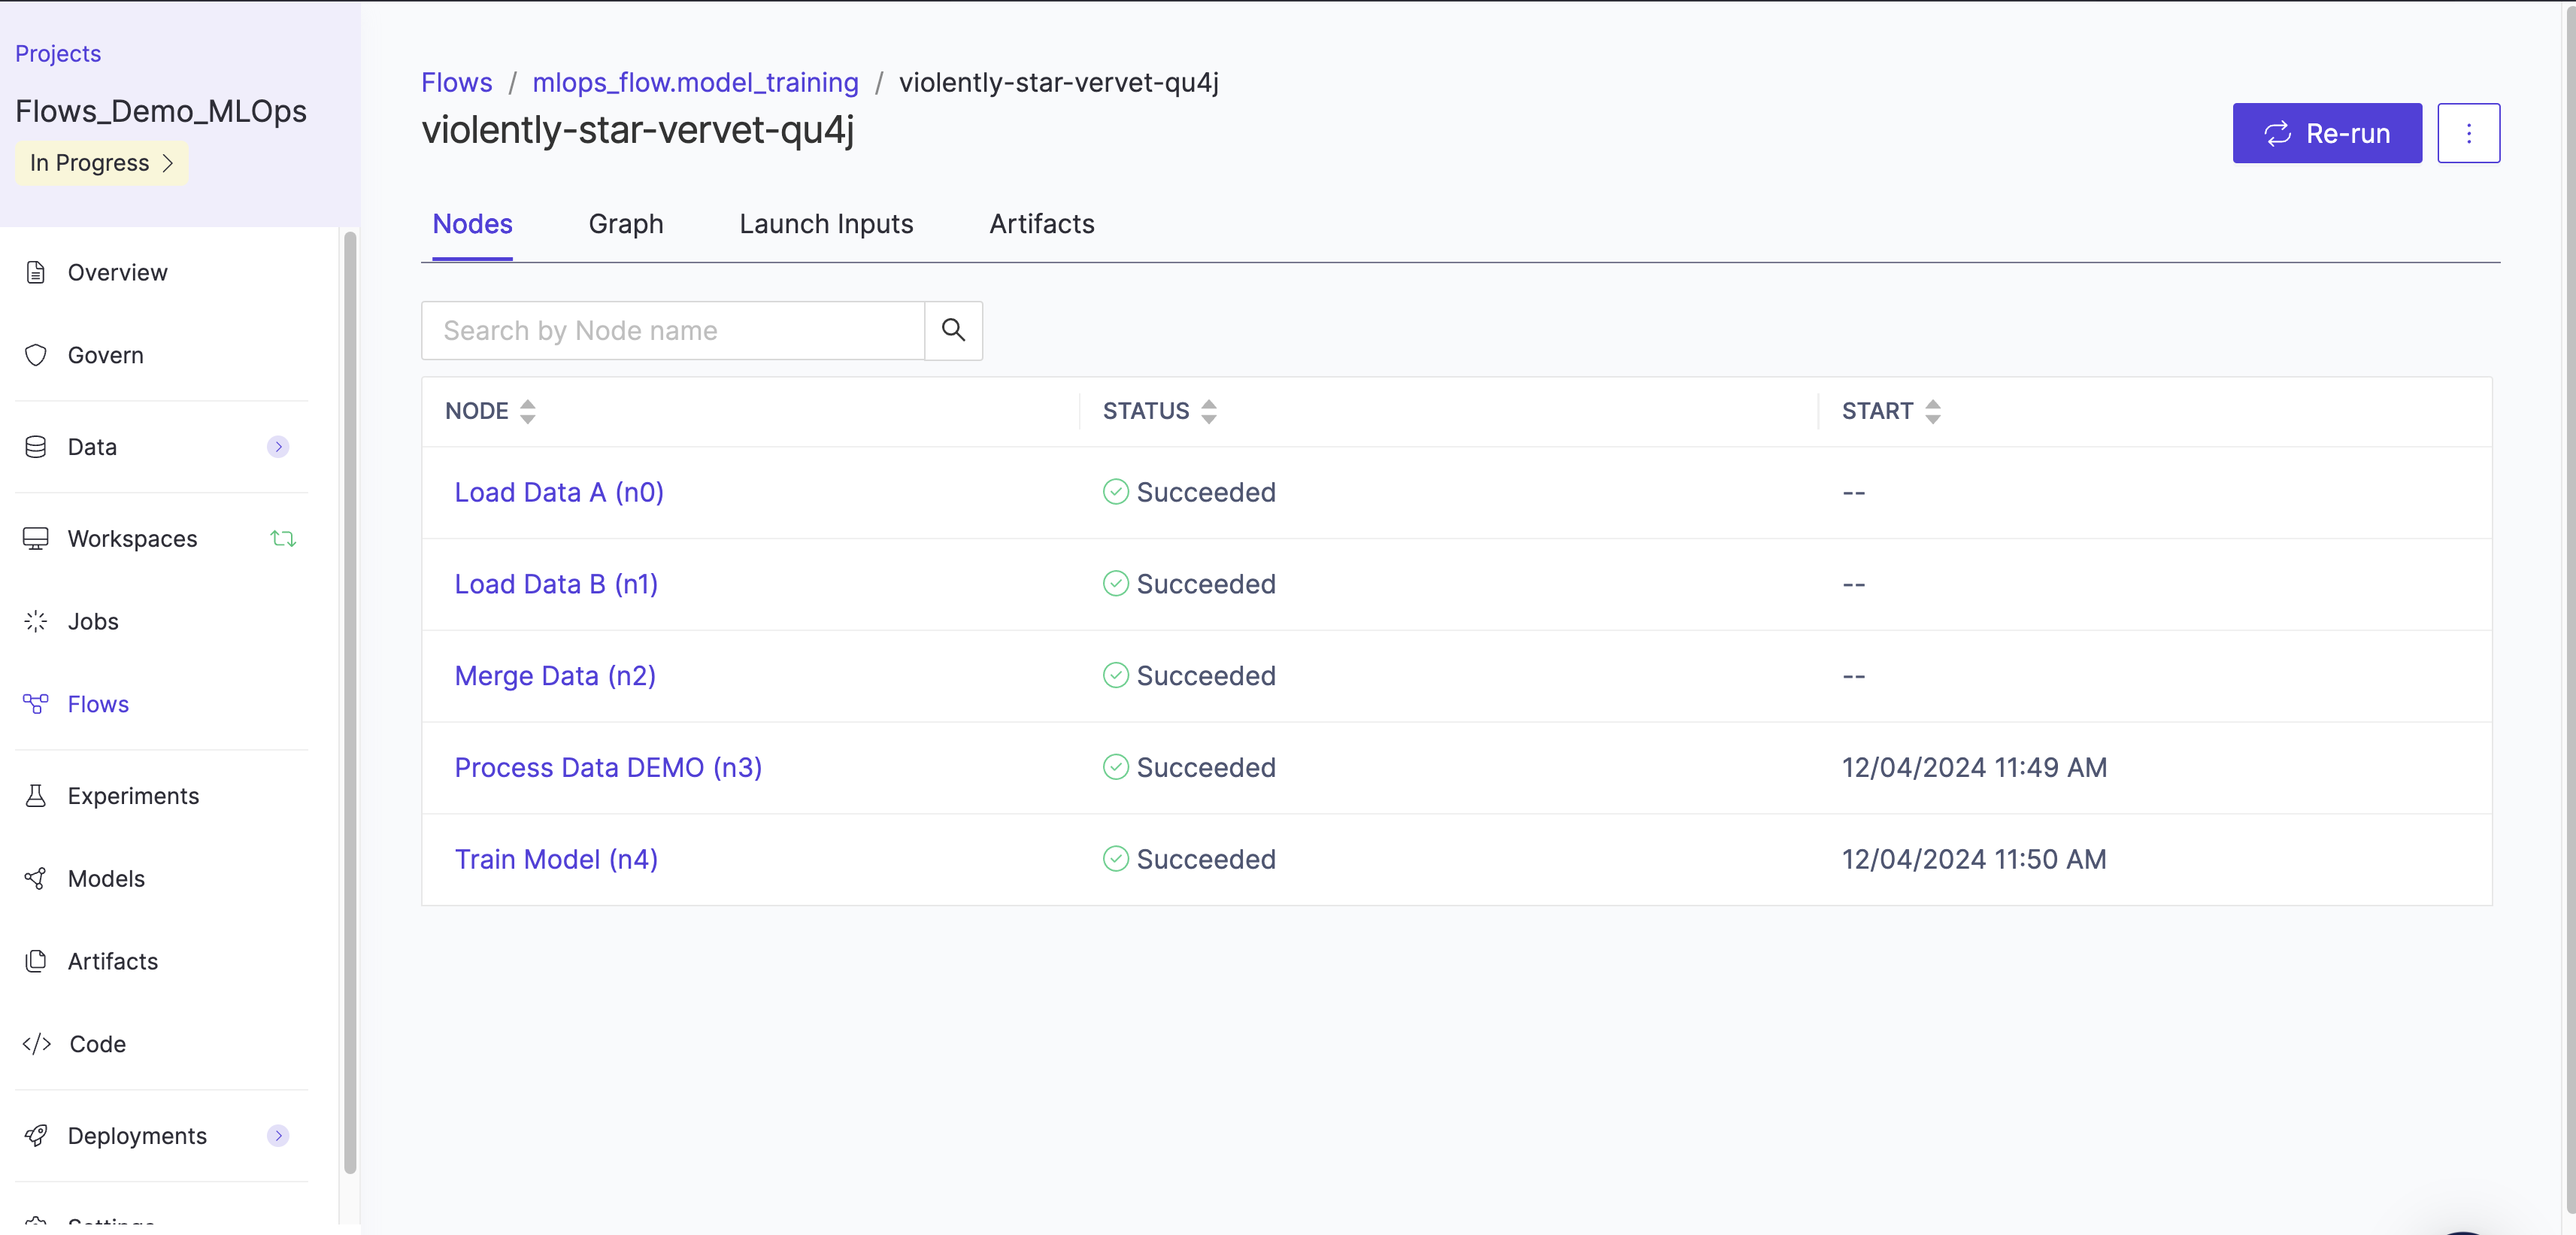 Projects
Flows_Demo_MLOps
In Progress
Overview
Govern
Data
Workspaces
Jobs
Flows
Experiments
Models
Artifacts
Code
Deployments
Settings
Flows / mlops_flow.model_training / violently-star-vervet-qu4j
violently-star-vervet-qu4j
Re-run
Nodes Graph Launch Inputs Artifacts
Search by Node name
NODE STATUS START
Load Data A (n0) Succeeded --
Load Data B (n1) Succeeded --
Merge Data (n2) Succeeded --
Process Data DEMO (n3) Succeeded 12/04/2024 11:49 AM
Train Model (n4) Succeeded 12/04/2024 11:50 AM